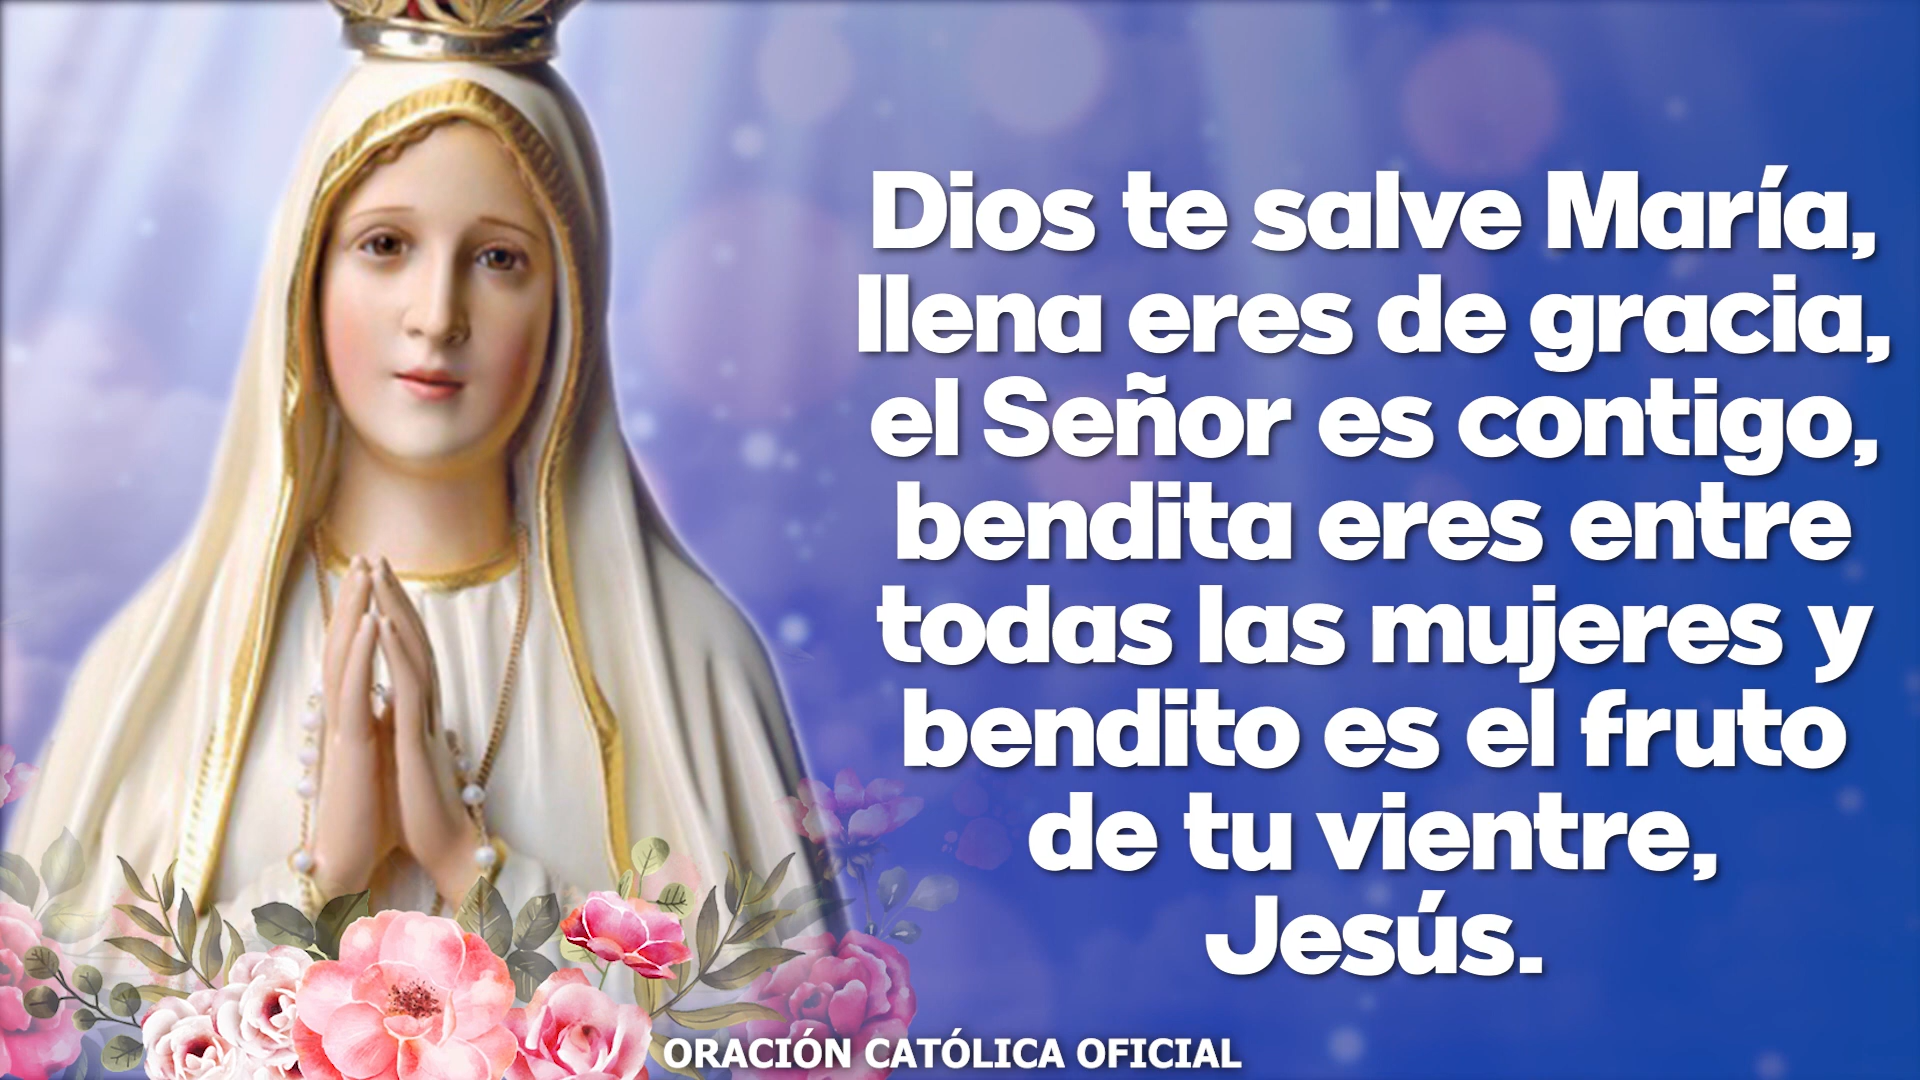 Dios te salve María,
llena eres de gracia,
el Señor es contigo,
bendita eres entre
todas las mujeres y
bendito es el fruto
de tu vientre,
Jesús.
ORACIÓN CATÓLICA OFICIAL